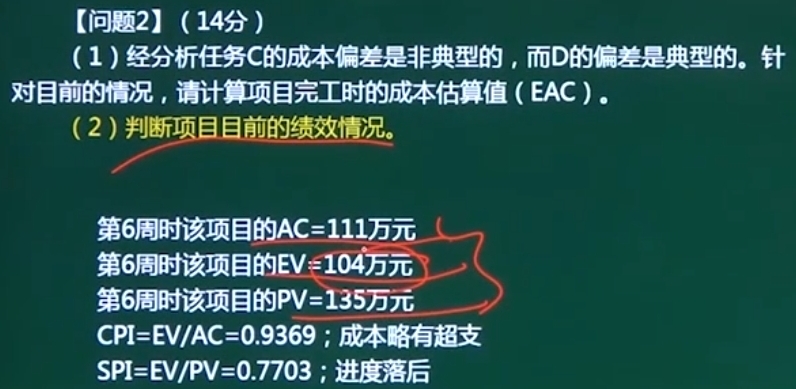 【问题2】(14分)
(1)经分析任务C的成本偏差是非典型的,而D的偏差是典型的。针
对目前的情况,请计算项目完工时的成本估算值(EAC)。
(2)判断项目目前的绩效情况。
第6周时该项目的AC=111万元
第6周时该项目的EV=104万元
第6周时该项目的PV=135万元
CPI=EV/AC=0.9369;成本略有超支
SPI=EV/PV=0.7703;进度落后